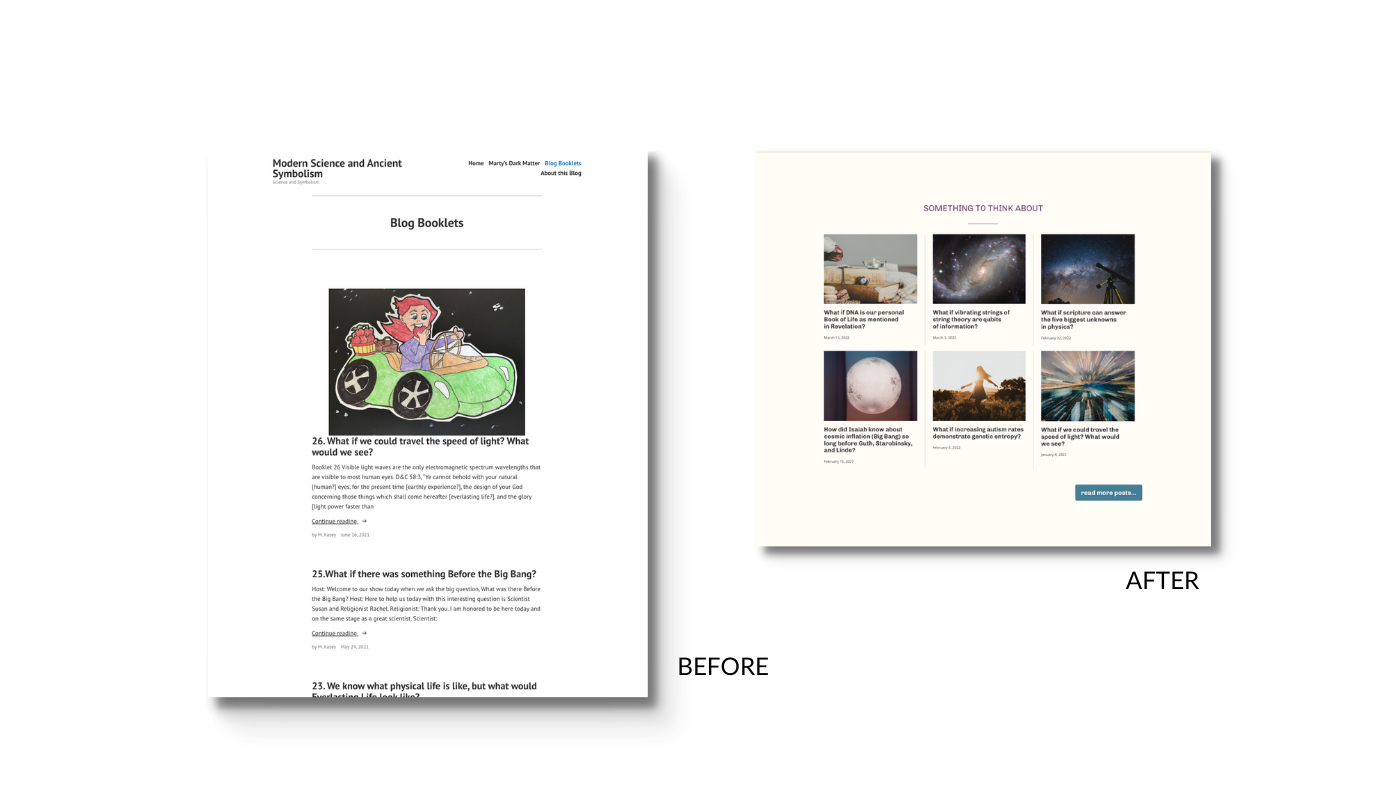 Modern Science and Ancient
Symbolism
Science and Symbolism
Home Marty's Dark Matter Blog Booklets
About this Blog
Blog Booklets
26. What if we could travel the speed of light? What
would we see?
Booklet 26 Visible light waves are the only electromagnetic spectrum wavelengths that
are visible to most human eyes. D&C 58:3, "Ye cannot behold with your natural
[human?] eyes, for the present time [earthly experience?], the design of your God
concerning those things which shall come hereafter [everlasting life?], and the glory
[light power faster than
Continue reading →
by M. Kasey June 16, 2021
25.What if there was something Before the Big Bang?
Host: Welcome to our show today when we ask the big question, What was there Before
the Big Bang? Host: Here to help us today with this interesting question is Scientist
Susan and Religionist Rachel. Religionist: Thank you. I am honored to be here today and
on the same stage as a great scientist. Scientist:
Continue reading →
by M. Kasey May 24, 2021
23. We know what physical life is like, but what would
Everlasting Life look like?
BEFORE
SOMETHING TO THINK ABOUT
What if DNA is our personal
Book of Life as mentioned
in Revelation?
March 13, 2022
What if vibrating strings of
string theory are qubits
of information?
March 3, 2022
What if scripture can answer
the five biggest unknowns
in physics?
February 22, 2022
How did Isaiah know about
cosmic inflation (Big Bang) so
long before Guth, Starobinsky,
and Linde?
February 15, 2022
What if increasing autism rates
demonstrate genetic entropy?
February 8, 2022
What if we could travel the
speed of light? What would
we see?
January 4, 2022
read more posts...
AFTER